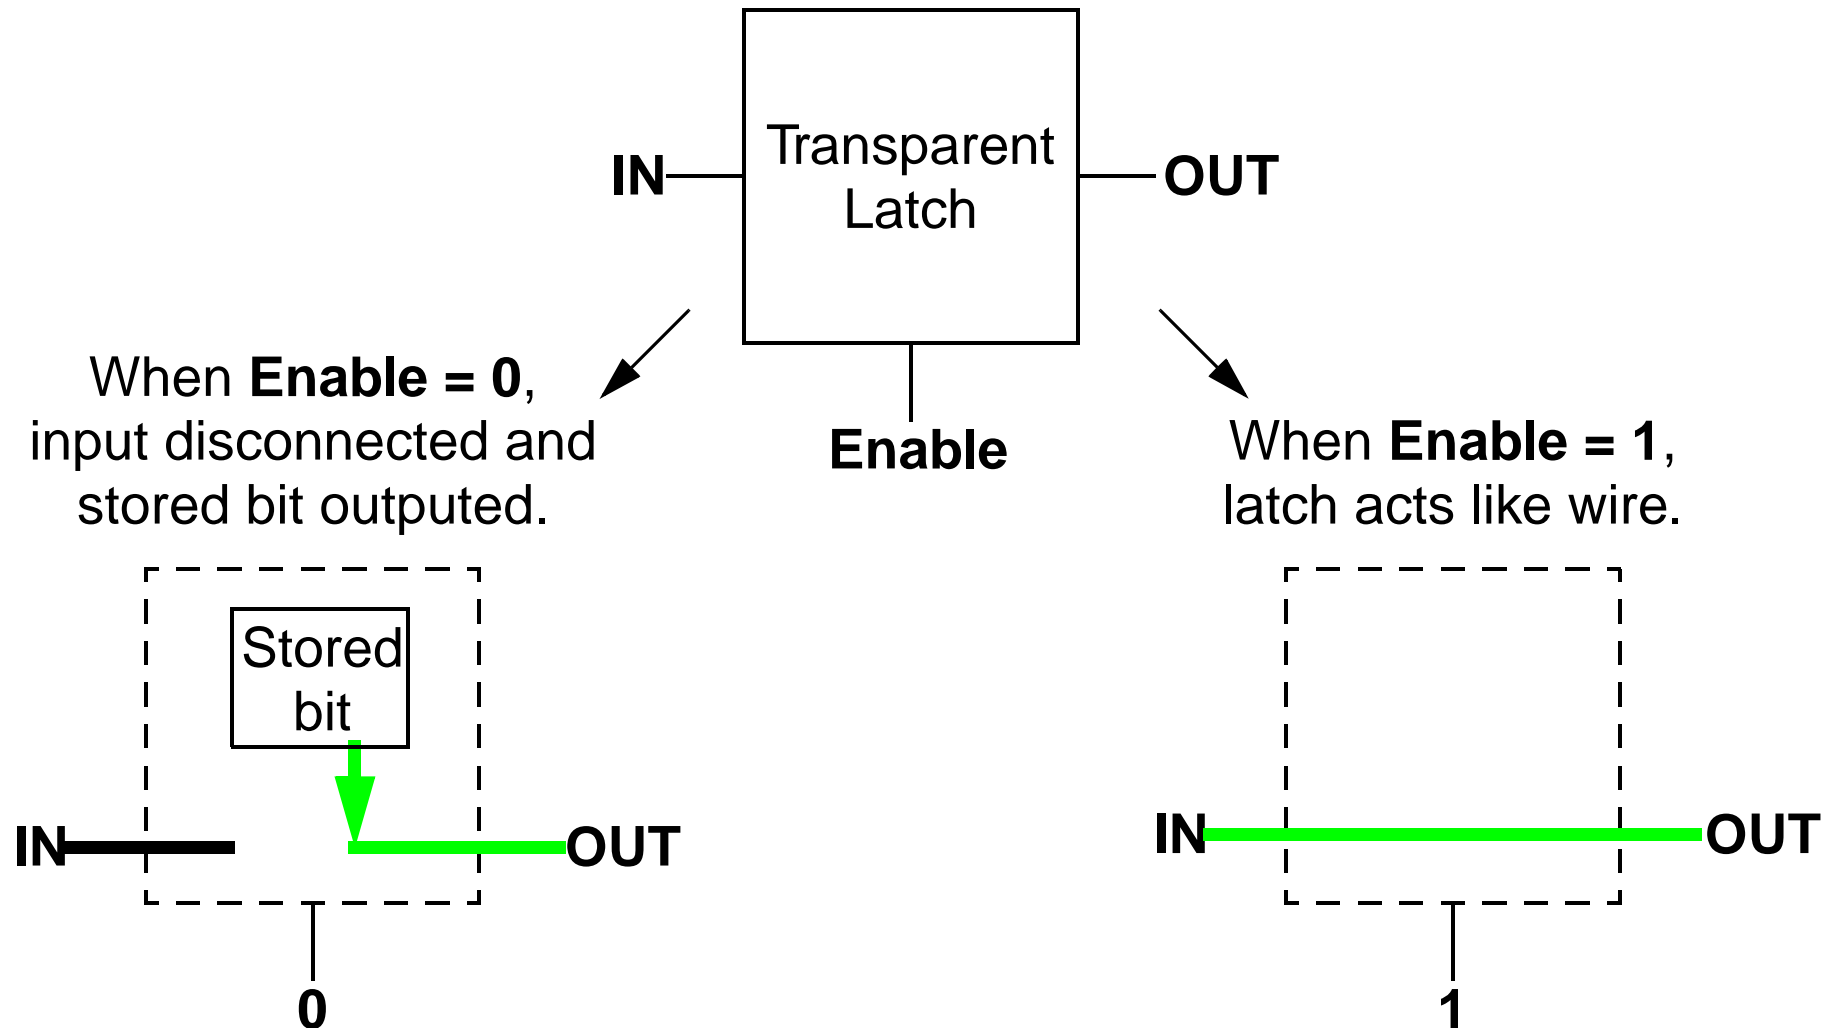 Transparent
Latch
IN
OUT
Enable
When Enable = 0,
input disconnected and
stored bit outputed.
When Enable = 1,
latch acts like wire.
Stored
bit
IN
OUT
0
IN
OUT
1